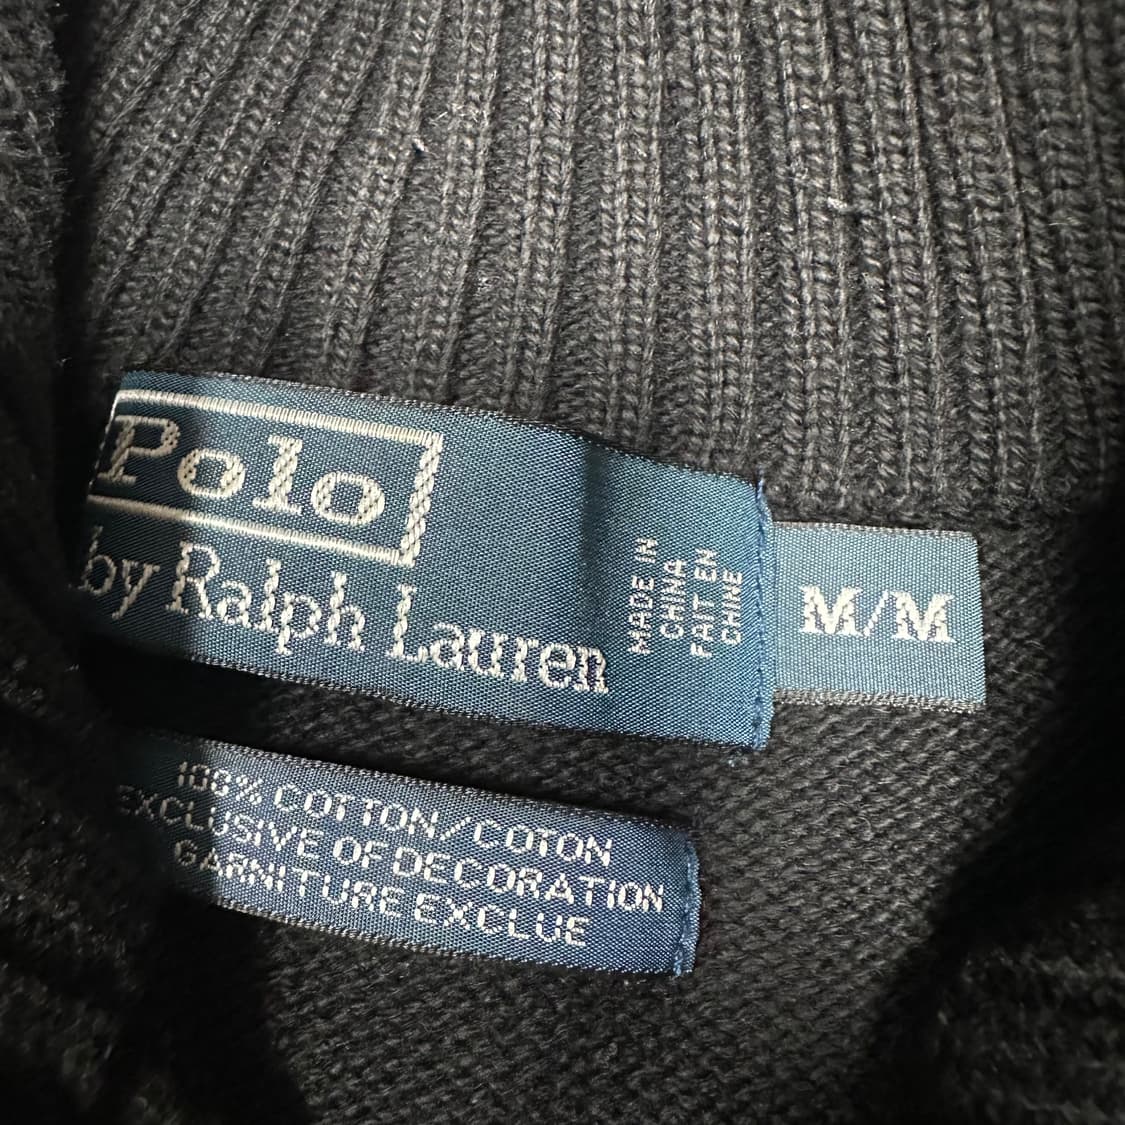 Polo
by Ralph Lauren
MADE IN
CHINA
FAIT EN
CHINE
M/M
100% COTTON/COTON
EXCLUSIVE OF DECORATION
GARNITURE EXCLUE